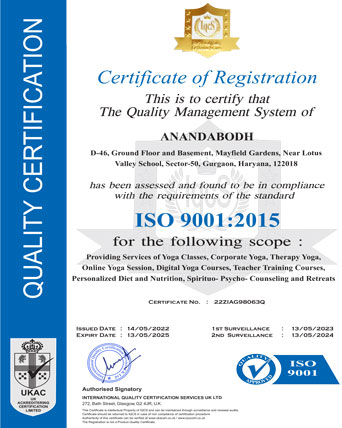 IQCS
Certificate of Registration
This is to certify that
The Quality Management System of
ANANDABODH
D-46, Ground Floor and Basement, Mayfield Gardens, Near Lotus
Valley School, Sector-50, Gurgaon, Haryana, 122018
has been assessed and found to be in compliance
with the requirements of the standard
ISO 9001:2015
for the following scope :
Providing Services of Yoga Classes, Corporate Yoga, Therapy Yoga,
Online Yoga Session, Digital Yoga Courses, Teacher Training Courses,
Personalized Diet and Nutrition, Spirituo- Psycho- Counseling and Retreats
Certificate No. : 22ZIAG98063Q
Issued Date : 14/05/2022 1st Surveillance : 13/05/2023
Expiry Date : 13/05/2025 2nd Surveillance : 13/05/2024
QUALITY CERTIFICATION
UKAC
UK
ACKREDITERING
CERTIFICATION
LIMITED
QUALITY
APPROVED
ISO
9001
Authorised Signatory
INTERNATIONAL QUALITY CERTIFICATION SERVICES UK LTD
272, Bath Street, Glasgow, G2 4JR, U.K.